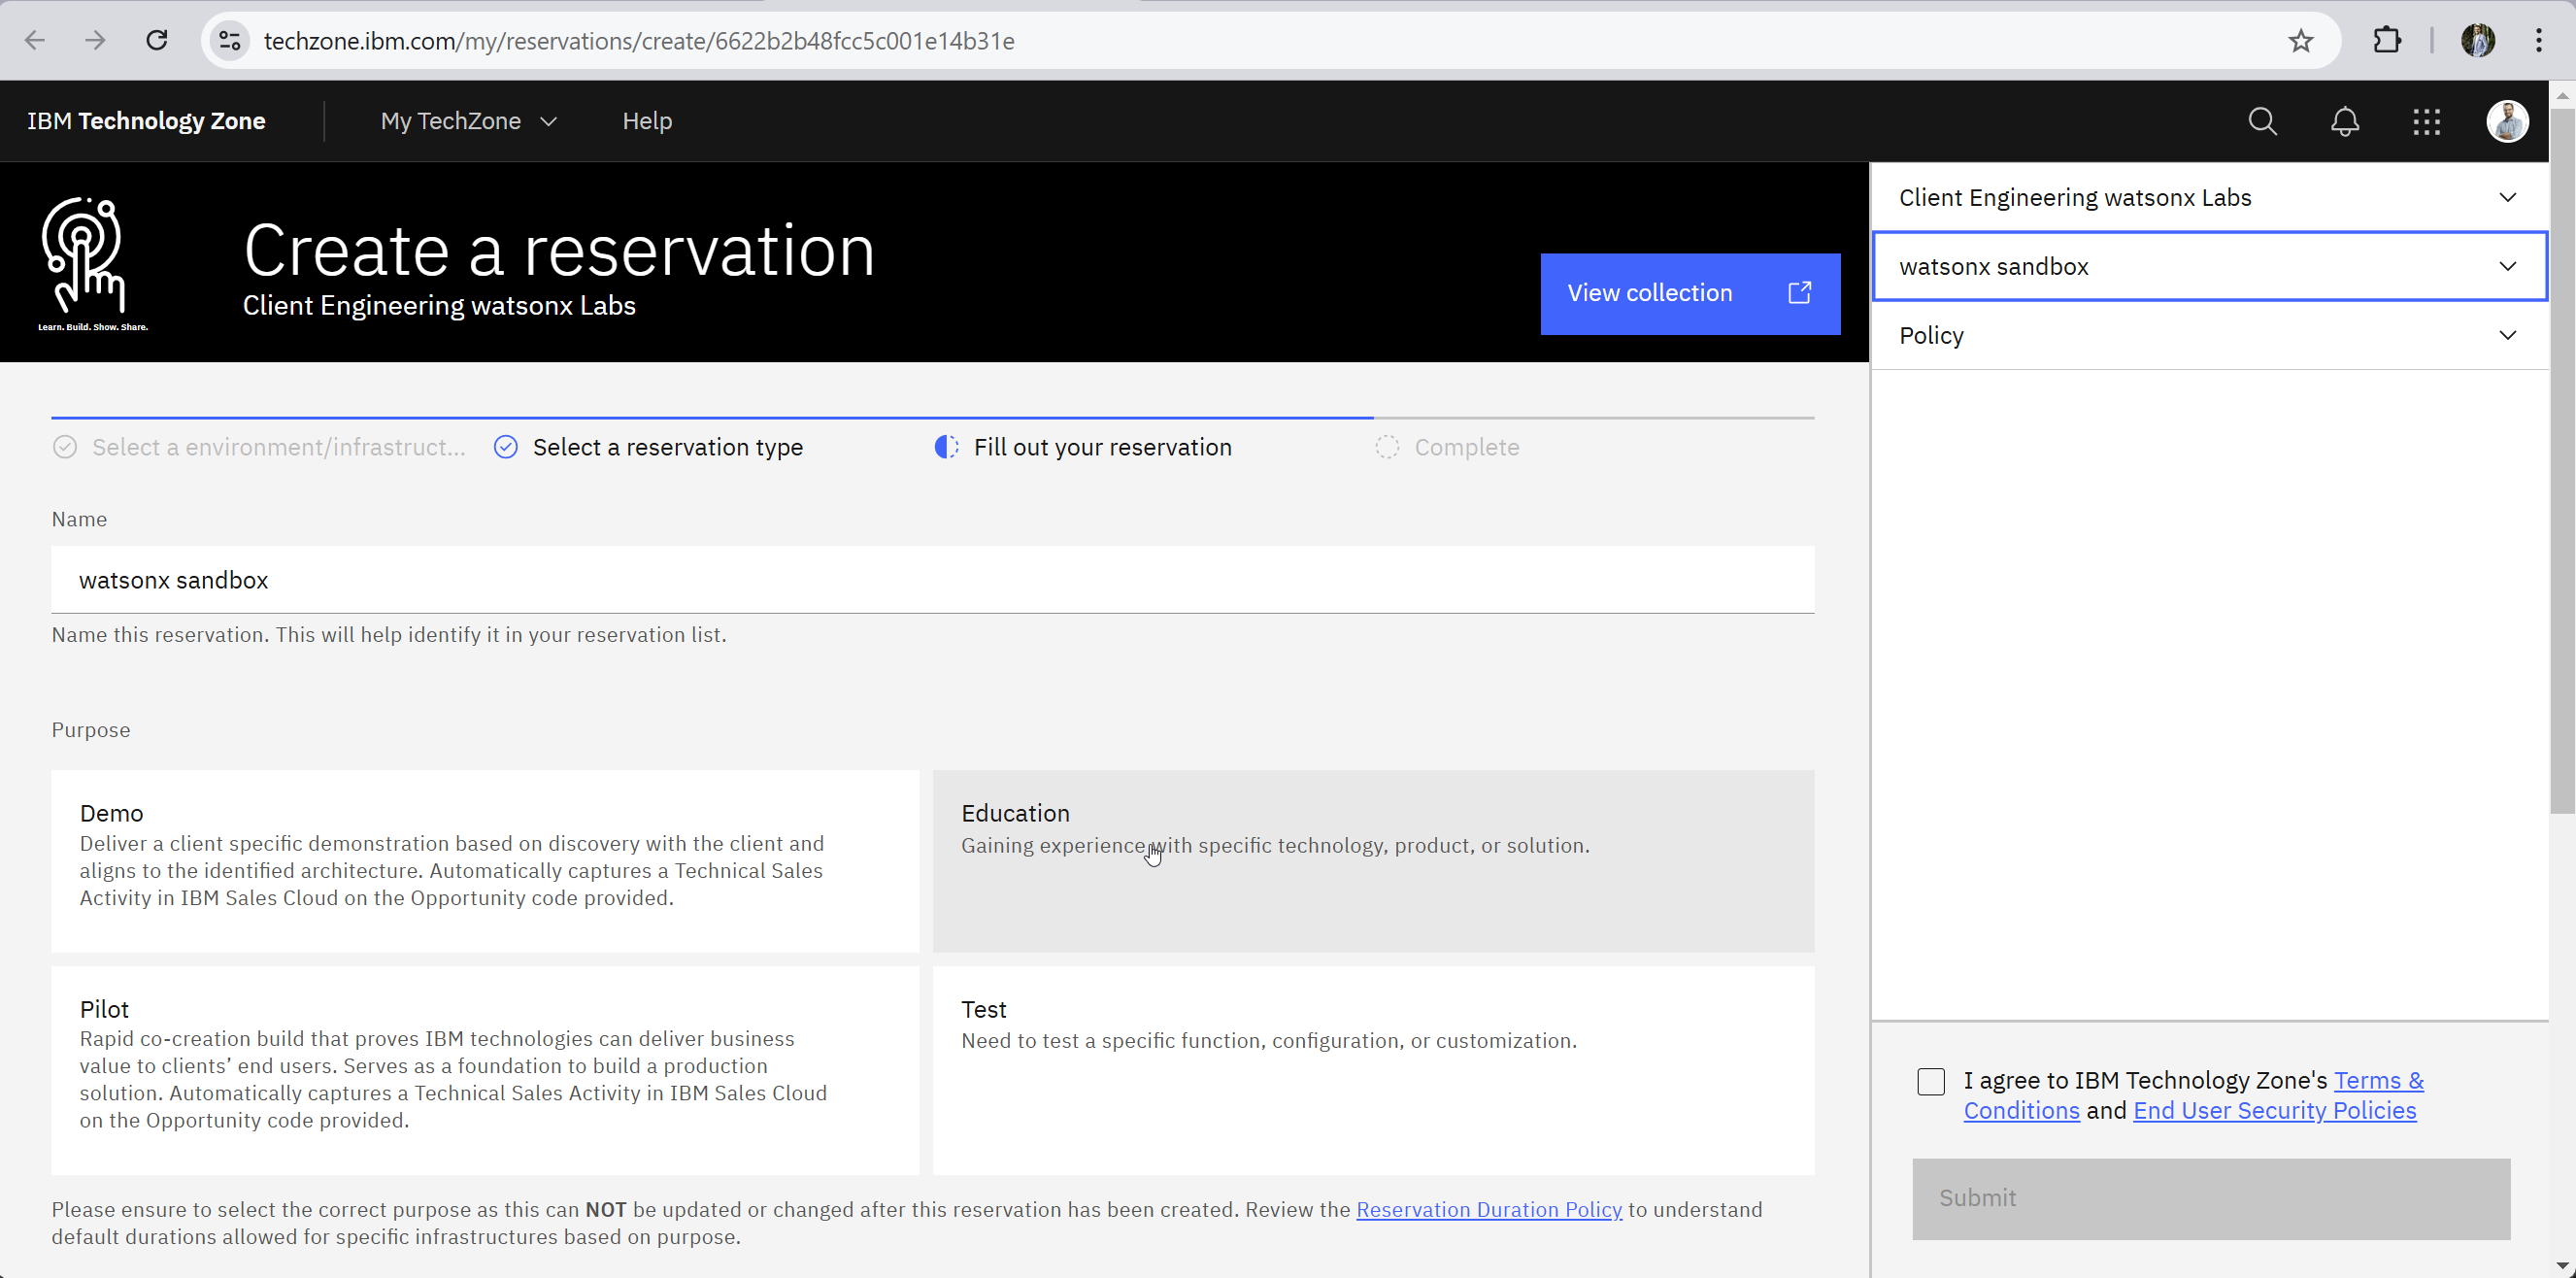 techzone.ibm.com/my/reservations/create/6622b2b48fcc5c001e14b31e
IBM Technology Zone
My TechZone
Help
Learn. Build. Show. Share.
Create a reservation
Client Engineering watsonx Labs
View collection
Client Engineering watsonx Labs
watsonx sandbox
Policy
Select a environment/infrastruct...
Select a reservation type
Fill out your reservation
Complete
Name
watsonx sandbox
Name this reservation. This will help identify it in your reservation list.
Purpose
Demo
Deliver a client specific demonstration based on discovery with the client and
aligns to the identified architecture. Automatically captures a Technical Sales
Activity in IBM Sales Cloud on the Opportunity code provided.
Education
Gaining experience with specific technology, product, or solution.
Pilot
Rapid co-creation build that proves IBM technologies can deliver business
value to clients’ end users. Serves as a foundation to build a production
solution. Automatically captures a Technical Sales Activity in IBM Sales Cloud
on the Opportunity code provided.
Test
Need to test a specific function, configuration, or customization.
Please ensure to select the correct purpose as this can NOT be updated or changed after this reservation has been created. Review the Reservation Duration Policy to understand
default durations allowed for specific infrastructures based on purpose.
I agree to IBM Technology Zone's Terms &
Conditions and End User Security Policies
Submit